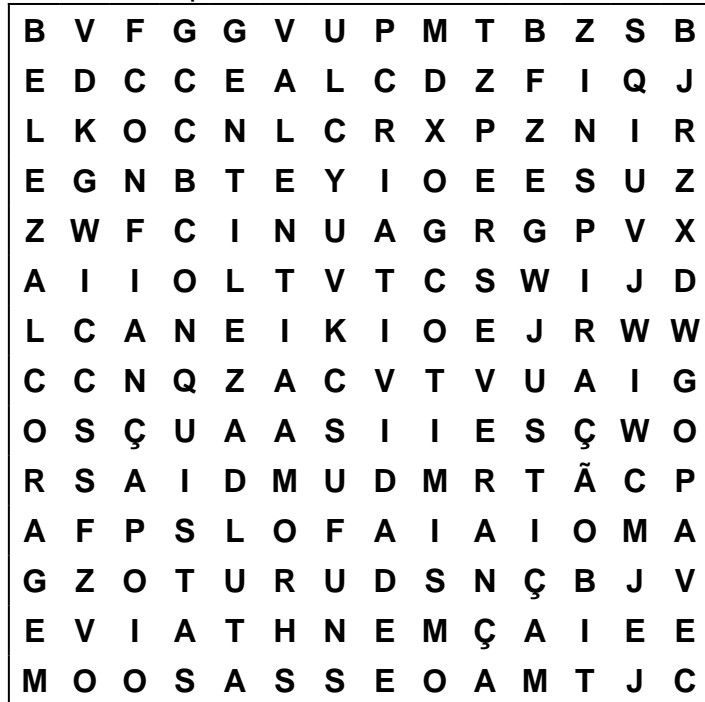 B V F G G V U P M T B Z S B
E D C C E A L C D Z F I Q J
L K O C N L C R X P Z N I R
E G N B T E Y I O E E S U Z
Z W F C I N U A G R G P V X
A I I O L T V T C S W I J D
L C A N E I K I O E J R W W
C C N Q Z A C V T V U A I G
O S Ç U A A S I I E S Ç W O
R S A I D M U D M R T Ã C P
A F P S L O F A I A I O M A
G Z O T U R U D S N Ç B J V
E V I A T H N E M Ç A I E E
M O O S A S S E O A M T J C